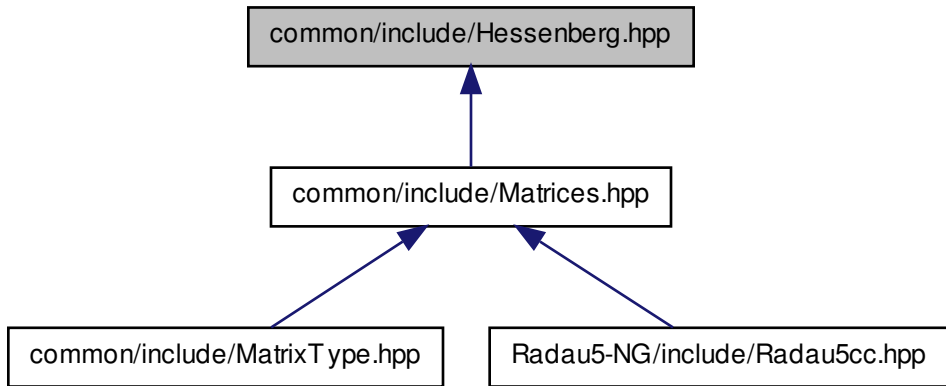 common/include/Hessenberg.hpp
common/include/Matrices.hpp
common/include/MatrixType.hpp
Radau5-NG/include/Radau5cc.hpp